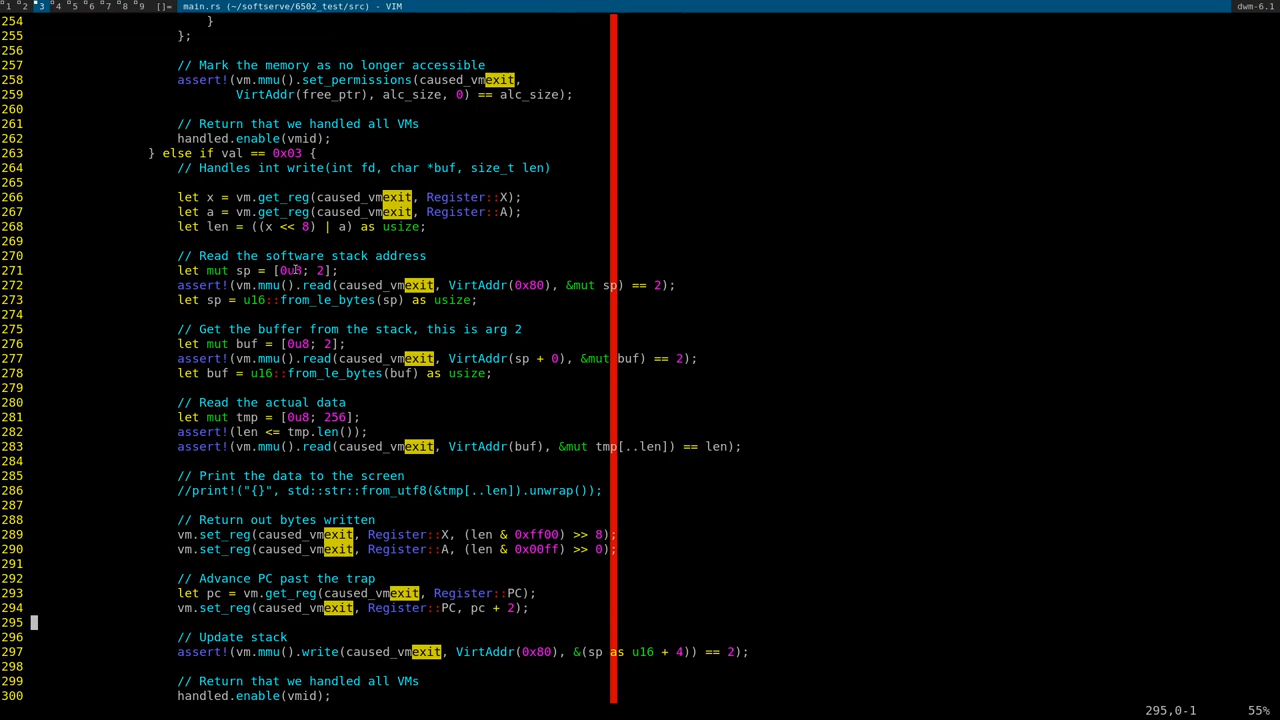 1 2 3 4 5 6 7 8 9 []= main.rs (~/softserve/6502_test/src) - VIM dwm-6.1
254                         }
255                     };
256
257                     // Mark the memory as no longer accessible
258                     assert!(vm.mmu().set_permissions(caused_vmexit,
259                             VirtAddr(free_ptr), alc_size, 0) == alc_size);
260
261                     // Return that we handled all VMs
262                     handled.enable(vmid);
263                 } else if val == 0x03 {
264                     // Handles int write(int fd, char *buf, size_t len)
265
266                     let x = vm.get_reg(caused_vmexit, Register::X);
267                     let a = vm.get_reg(caused_vmexit, Register::A);
268                     let len = ((x << 8) | a) as usize;
269
270                     // Read the software stack address
271                     let mut sp = [0u8; 2];
272                     assert!(vm.mmu().read(caused_vmexit, VirtAddr(0x80), &mut sp) == 2);
273                     let sp = u16::from_le_bytes(sp) as usize;
274
275                     // Get the buffer from the stack, this is arg 2
276                     let mut buf = [0u8; 2];
277                     assert!(vm.mmu().read(caused_vmexit, VirtAddr(sp + 0), &mut buf) == 2);
278                     let buf = u16::from_le_bytes(buf) as usize;
279
280                     // Read the actual data
281                     let mut tmp = [0u8; 256];
282                     assert!(len <= tmp.len());
283                     assert!(vm.mmu().read(caused_vmexit, VirtAddr(buf), &mut tmp[..len]) == len);
284
285                     // Print the data to the screen
286                     //print!("{}", std::str::from_utf8(&tmp[..len]).unwrap());
287
288                     // Return out bytes written
289                     vm.set_reg(caused_vmexit, Register::X, (len & 0xff00) >> 8);
290                     vm.set_reg(caused_vmexit, Register::A, (len & 0x00ff) >> 0);
291
292                     // Advance PC past the trap
293                     let pc = vm.get_reg(caused_vmexit, Register::PC);
294                     vm.set_reg(caused_vmexit, Register::PC, pc + 2);
295
296                     // Update stack
297                     assert!(vm.mmu().write(caused_vmexit, VirtAddr(0x80), &(sp as u16 + 4)) == 2);
298
299                     // Return that we handled all VMs
300                     handled.enable(vmid);
295,0-1 55%